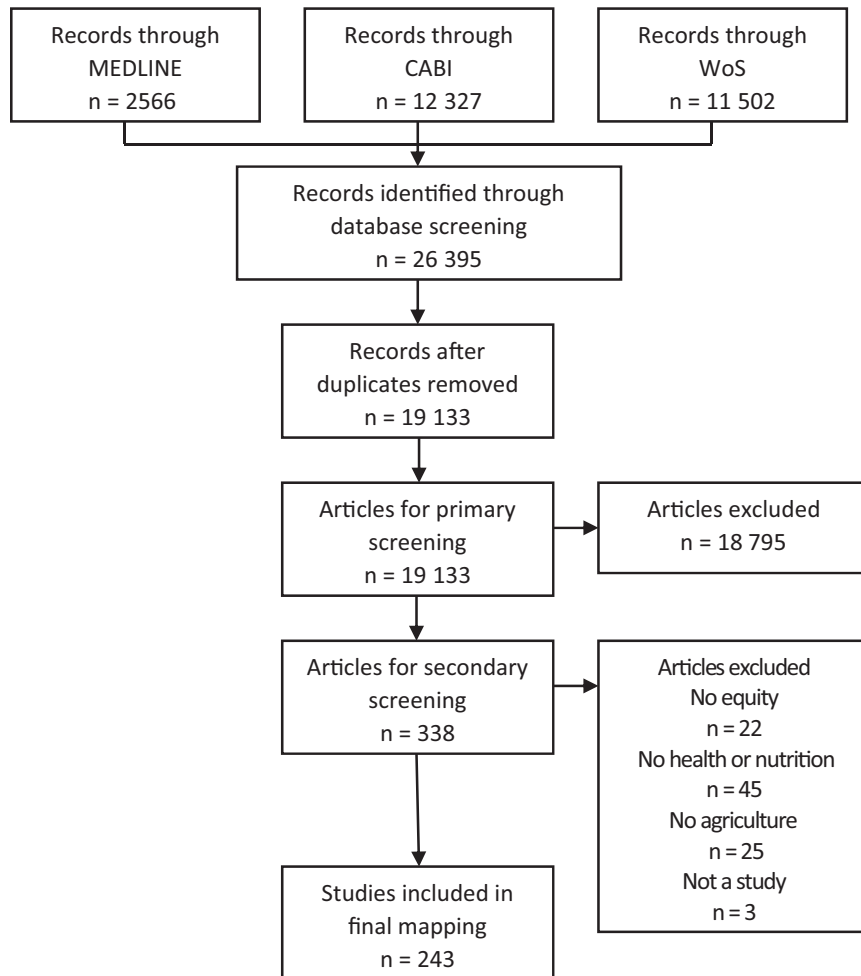 Records through
MEDLINE
n = 2566
Records through
CABI
n = 12 327
Records through
WoS
n = 11 502
Records identified through
database screening
n = 26 395
Records after
duplicates removed
n = 19 133
Articles for primary
screening
n = 19 133
Articles excluded
n = 18 795
Articles for secondary
screening
n = 338
Articles excluded
No equity
n = 22
No health or nutrition
n = 45
No agriculture
n = 25
Not a study
n = 3
Studies included in
final mapping
n = 243